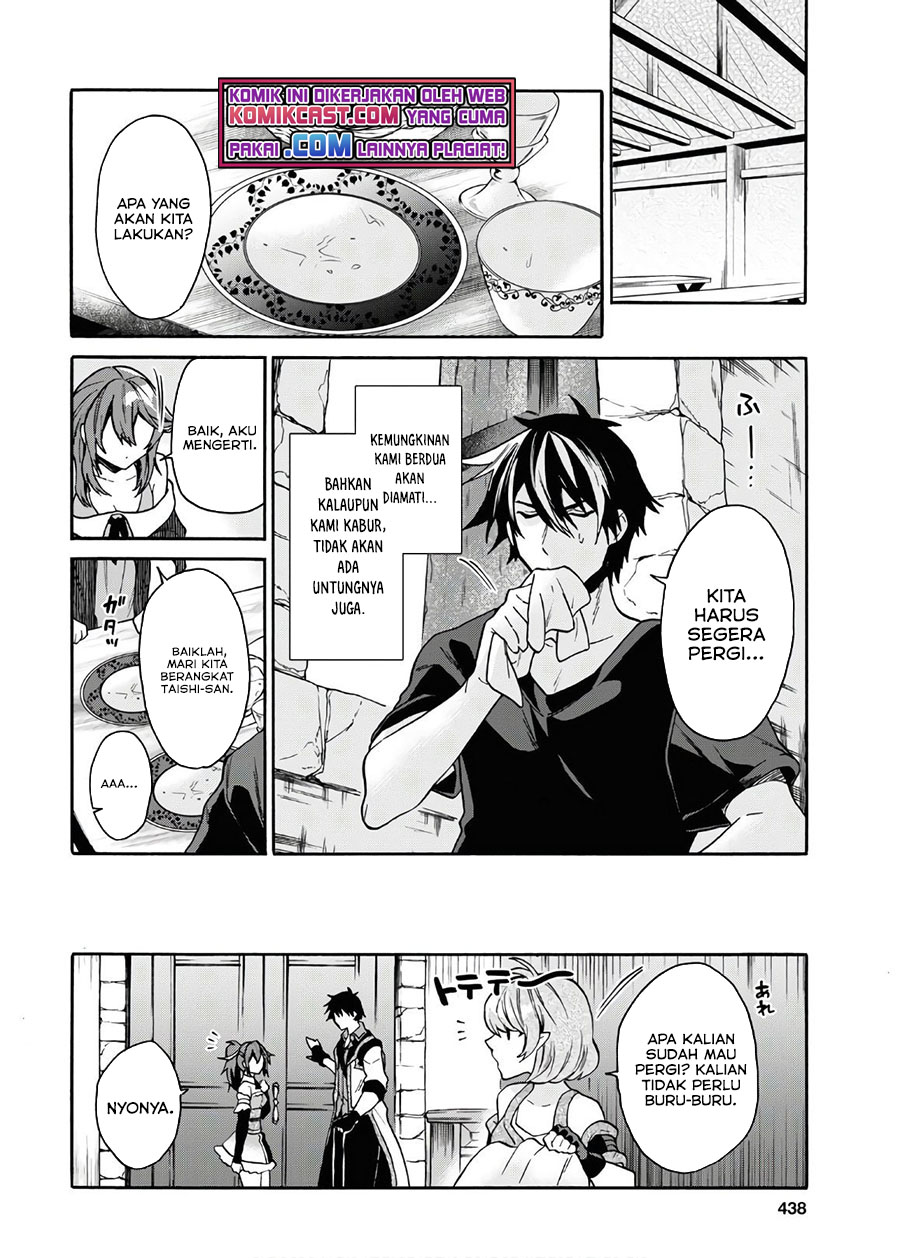 KOMIK INI DIKERJAKAN OLEH WEB
KOMIKCAST.COM YANG CUMA
PAKAI .COM LAINNYA PLAGIAT!
APA YANG
AKAN KITA
LAKUKAN?
ふー…
KITA
HARUS
SEGERA
PERGI...
KEMUNGKINAN
KAMI BERDUA
AKAN
DIAMATI...
BAHKAN
KALAUPUN
KAMI KABUR,
TIDAK AKAN
ADA
UNTUNGNYA
JUGA.
BAIK, AKU
MENGERTI.
ガタッ
BAIKLAH,
MARI KITA
BERANGKAT
TAISHI-SAN.
AAA...
あれ
トテテー
APA KALIAN
SUDAH MAU
PERGI? KALIAN
TIDAK PERLU
BURU-BURU.
NYONYA.
438